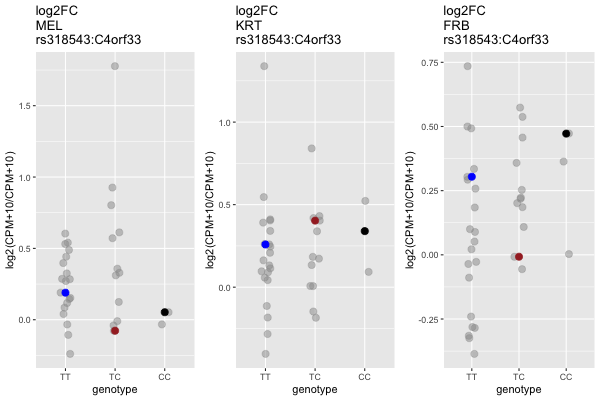 log2FC
MEL
rs318543:C4orf33
log2(CPM+10/CPM+10)
1.5
1.0
0.5
0.0
TT TC CC
genotype
log2FC
KRT
rs318543:C4orf33
log2(CPM+10/CPM+10)
1.0
0.5
0.0
TT TC CC
genotype
log2FC
FRB
rs318543:C4orf33
log2(CPM+10/CPM+10)
0.75
0.50
0.25
0.00
-0.25
TT TC CC
genotype